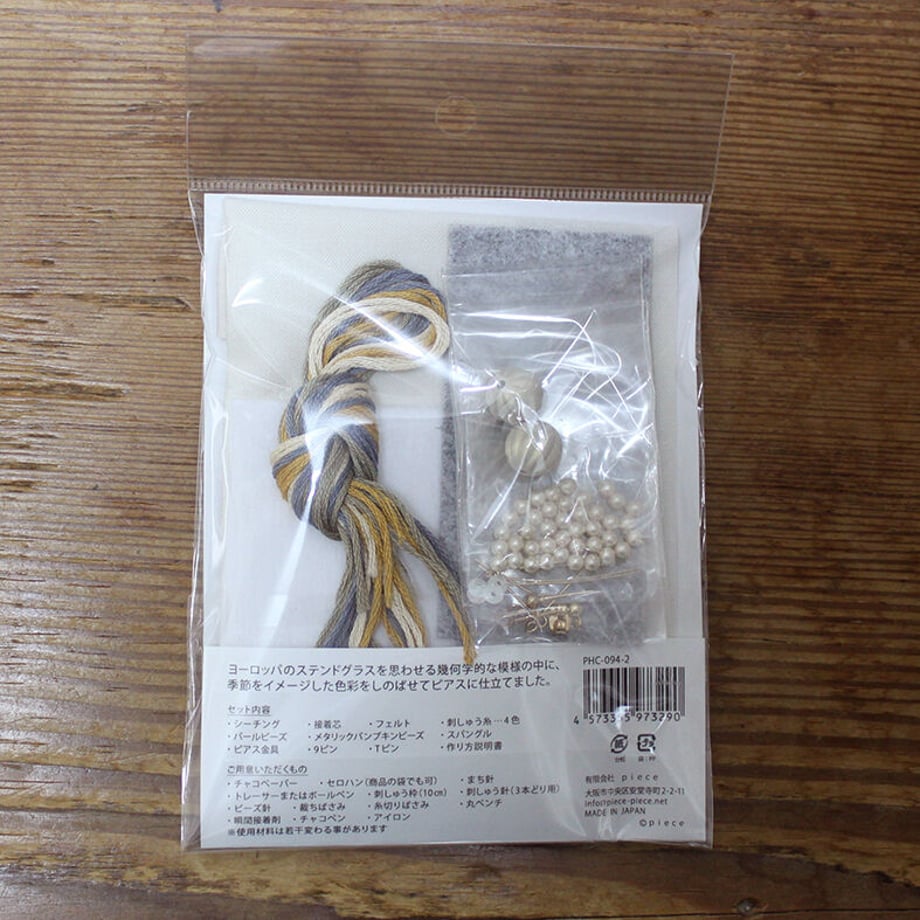 ヨーロッパのステンドグラスを思わせる幾何学的な模様の中に、
季節をイメージした色彩をしのばせてピアスに仕立てました。
セット内容
・シーチング ・接着芯 ・フェルト ・刺しゅう糸…4色
・パールビーズ ・メタリックパンプキンビーズ ・スパングル
・ピアス金具 ・9ピン ・Tピン ・作り方説明書
ご用意いただくもの
・チャコペーパー ・セロハン(商品の袋でも可) ・まち針
・トレーサーまたはボールペン ・刺しゅう枠(10㎝) ・刺しゅう針(3本どり用)
・ビーズ針 ・裁ちばさみ ・糸切りばさみ ・丸ペンチ
・瞬間接着剤 ・チャコペン ・アイロン
※使用材料は若干変わる事があります
PHC-094-2
4 573395 973290
紙 プラ
台紙 袋:PP
有限会社 piece
大阪市中央区安堂寺町2-2-11
info@piece-piece.net
MADE IN JAPAN
©piece